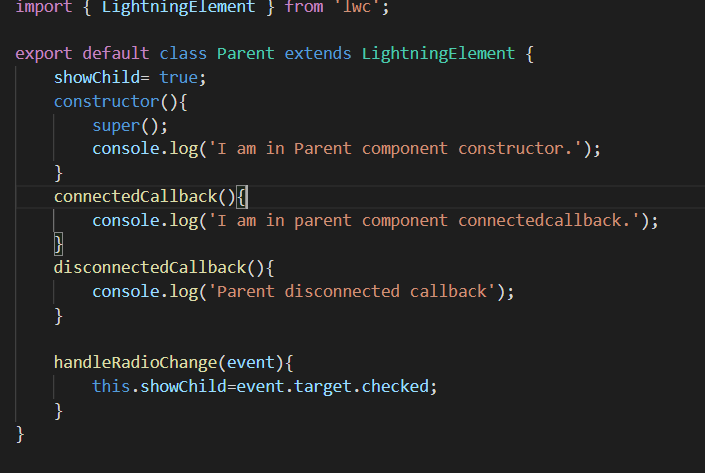 import { LightningElement } from 'lwc';
export default class Parent extends LightningElement {
showChild= true;
constructor(){
super();
console.log('I am in Parent component constructor.');
}
connectedCallback(){
console.log('I am in parent component connectedcallback.');
}
disconnectedCallback(){
console.log('Parent disconnected callback');
}
handleRadioChange(event){
this.showChild=event.target.checked;
}
}